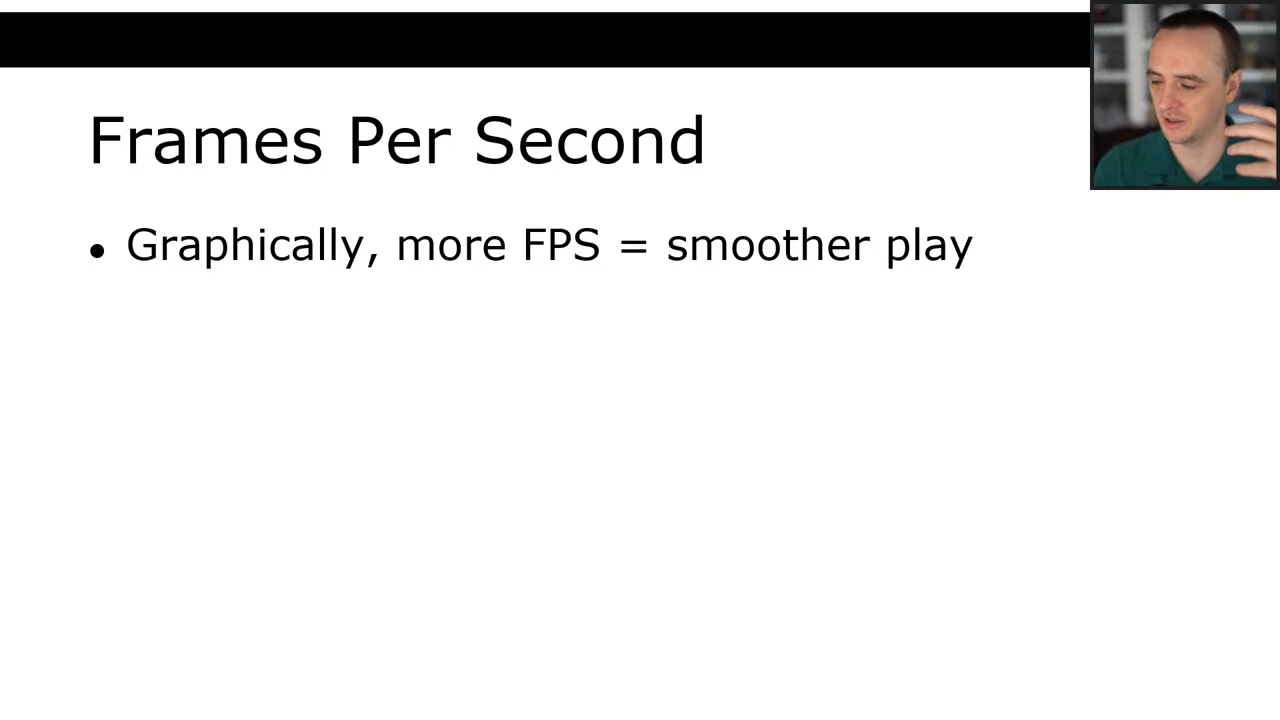 Frames Per Second
• Graphically, more FPS = smoother play